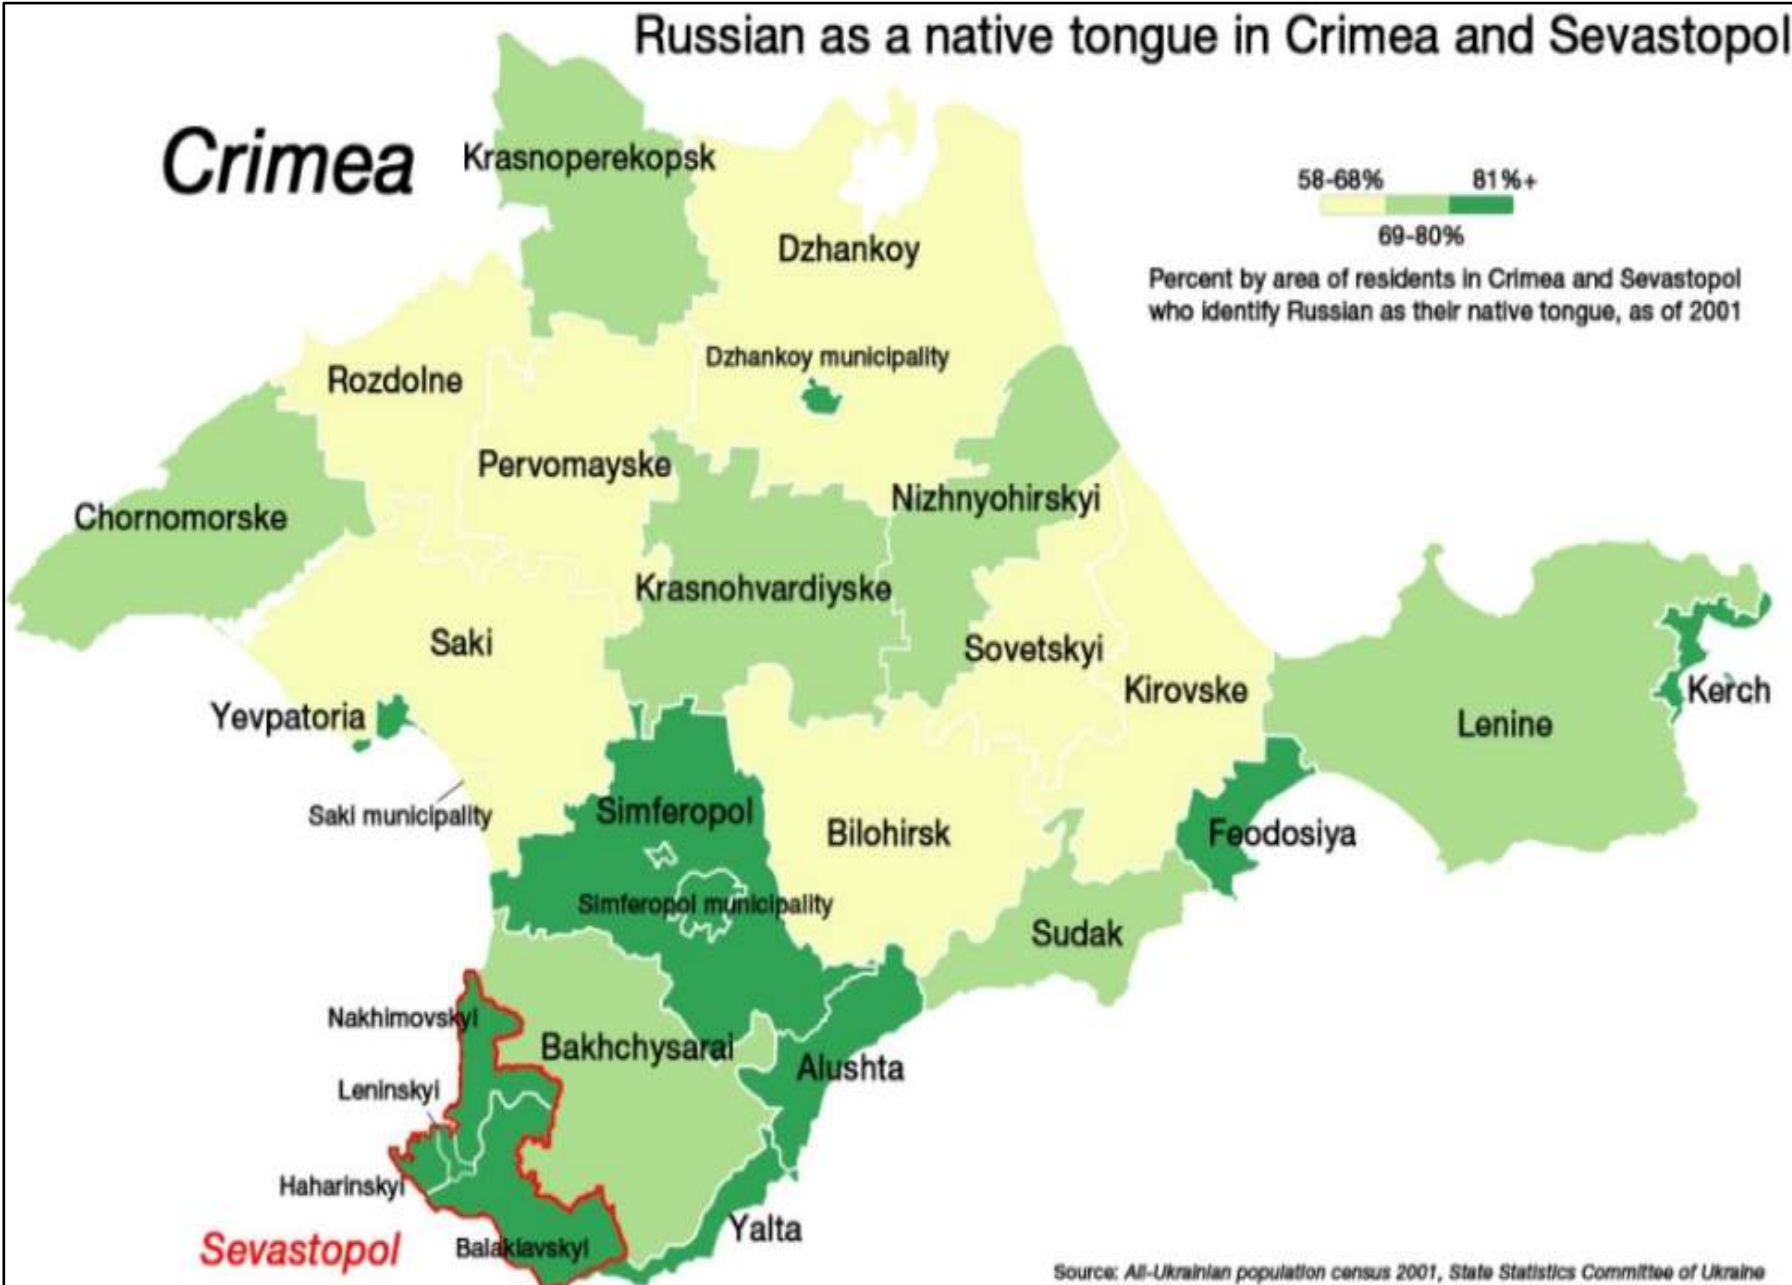 Russian as a native tongue in Crimea and Sevastopol
Crimea
Krasnoperekopsk
58-68%
81%+
69-80%
Dzhankoy
Percent by area of residents in Crimea and Sevastopol
who identify Russian as their native tongue, as of 2001
Dzhankoy municipality
Rozdolne
Pervomayske
Nizhnyohirskyi
Chornomorske
Krasnohvardiyske
Saki
Sovetskyi
Kirovske
Kerch
Yevpatoria
Lenine
Saki municipality
Simferopol
Bilohirsk
Feodosiya
Simferopol municipality
Sudak
Nakhimovskyi
Bakhchysarai
Alushta
Leninskyi
Haharinskyi
Yalta
Sevastopol
Balaklavskyi
Source: All-Ukrainian population census 2001, State Statistics Committee of Ukraine